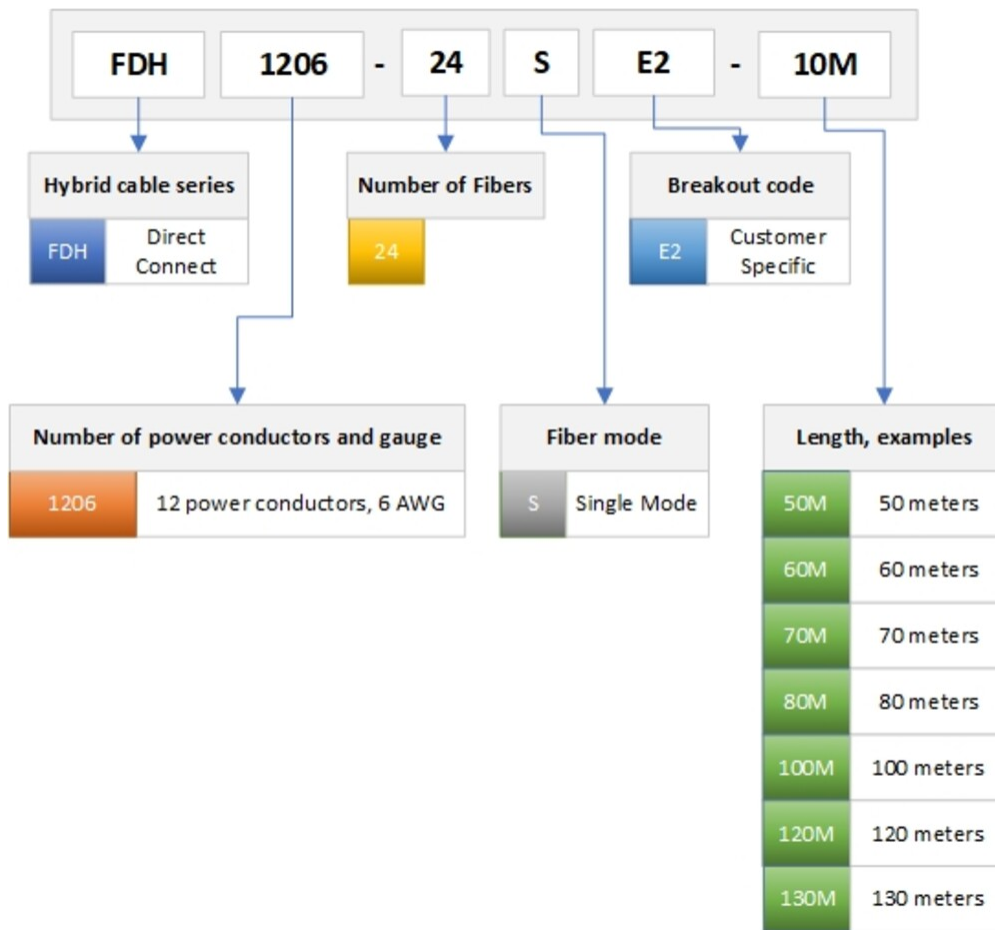 FDH 1206 - 24 S E2 - 10M
Hybrid cable series
FDH Direct
Connect
Number of Fibers
24
Breakout code
E2 Customer
Specific
Number of power conductors and gauge
1206 12 power conductors, 6 AWG
Fiber mode
S Single Mode
Length, examples
50M 50 meters
60M 60 meters
70M 70 meters
80M 80 meters
100M 100 meters
120M 120 meters
130M 130 meters